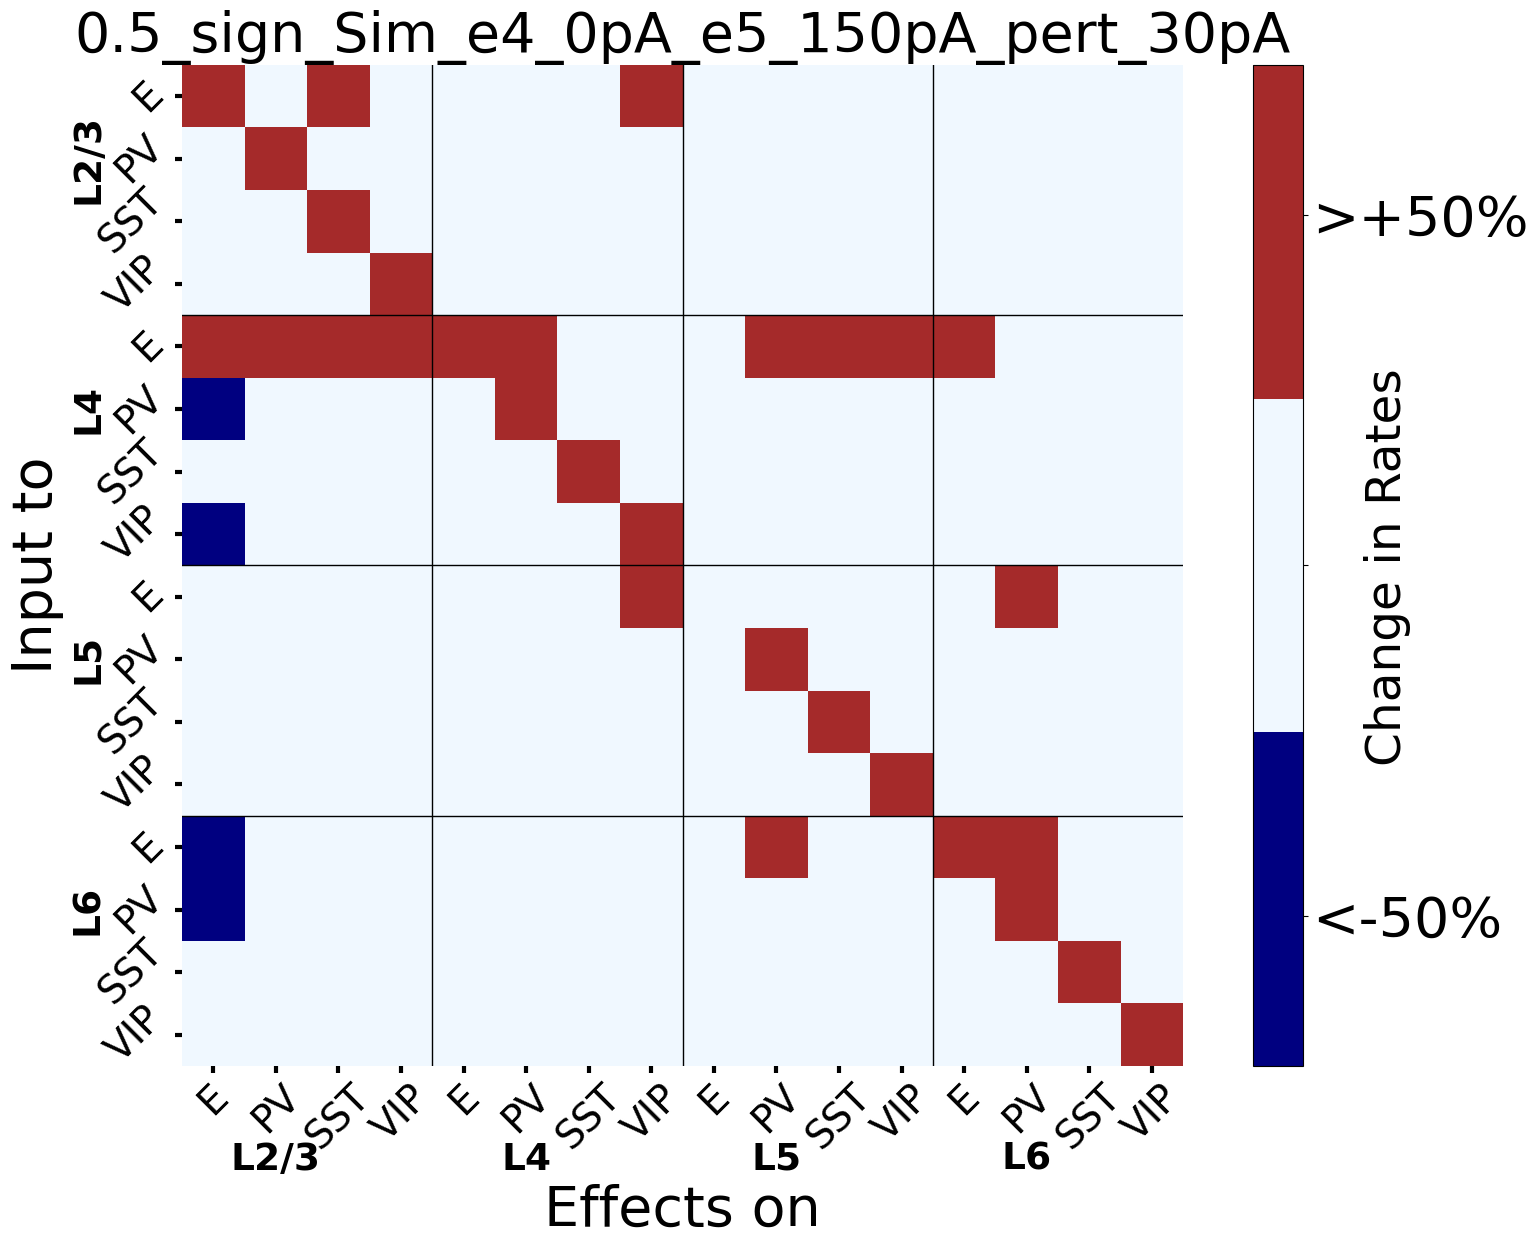 0.5_sign_Sim_e4_0pA_e5_150pA_pert_30pA
Input to
L2/3
E
PV
SST
VIP
L4
E
PV
SST
VIP
L5
E
PV
SST
VIP
L6
E
PV
SST
VIP
E
PV
SST
VIP
E
PV
SST
VIP
E
PV
SST
VIP
E
PV
SST
VIP
L2/3
L4
L5
L6
Effects on
>+50%
<-50%
Change in Rates